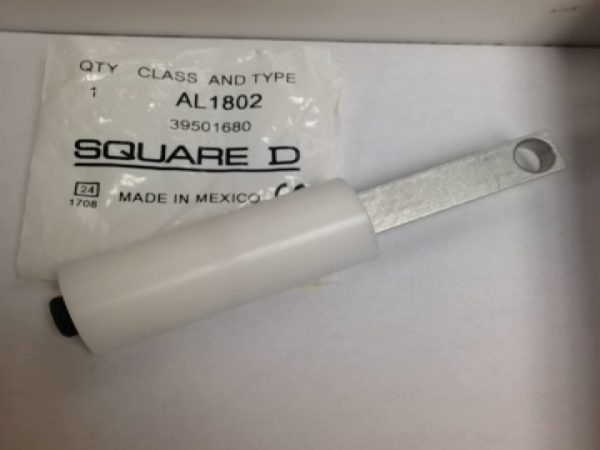 QTY CLASS AND TYPE
1 AL1802
39501680
SQUARE D
24 MADE IN MEXICO
1708